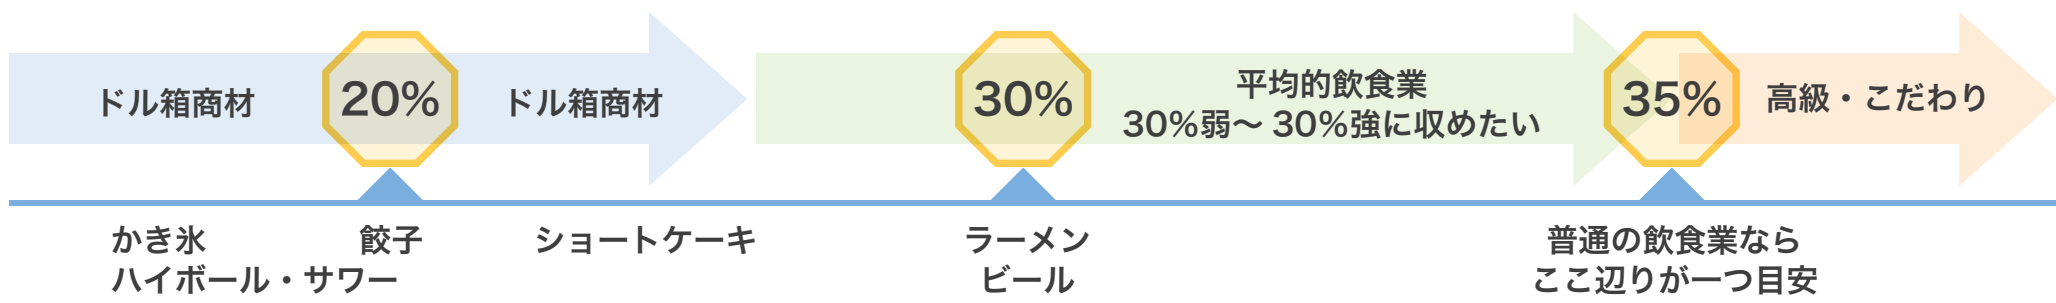 ドル箱商材
20%
ドル箱商材
30%
平均的飲食業
30%弱〜 30%強に収めたい
35%
高級・こだわり
かき氷
ハイボール・サワー
餃子
ショートケーキ
ラーメン
ビール
普通の飲食業なら
ここ辺りが一つ目安